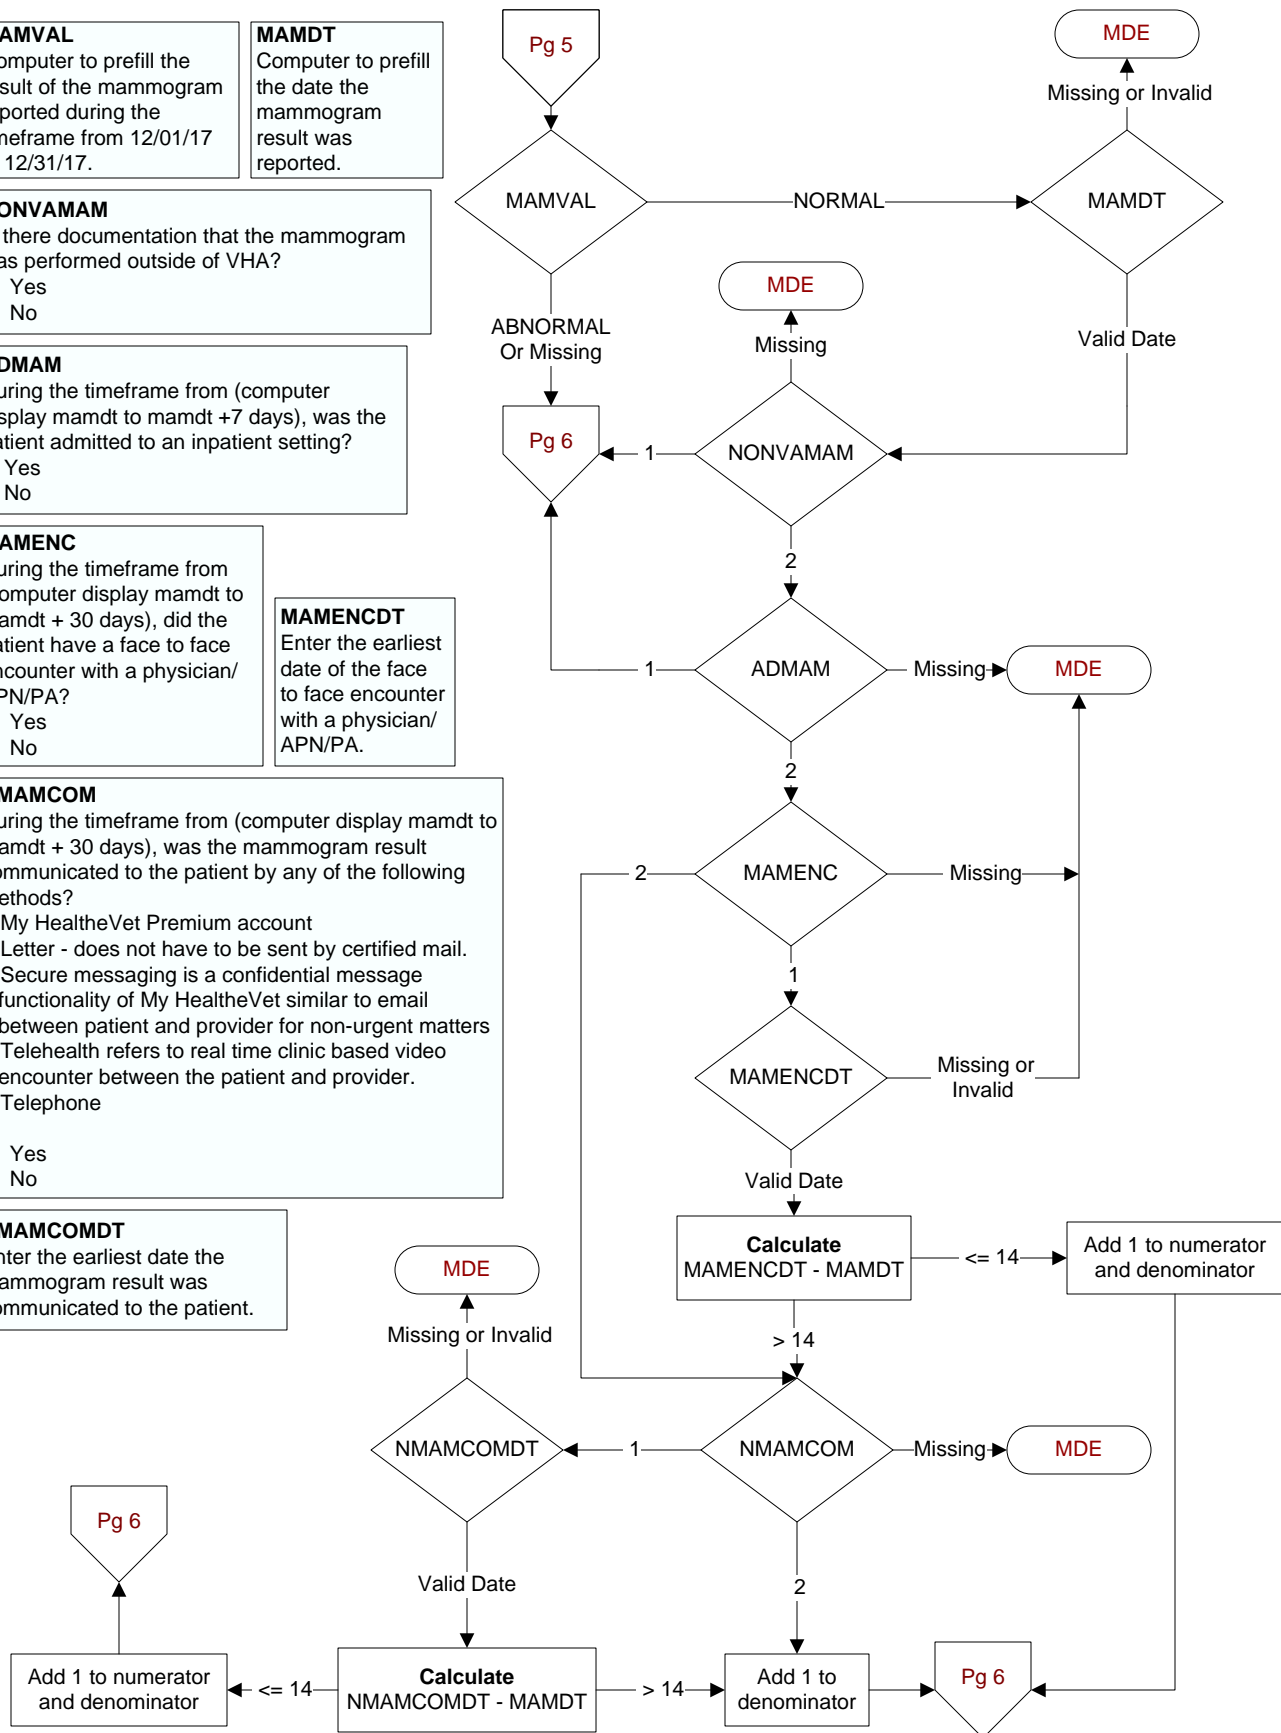 AMVAL
omputer to prefill the
sult of the mammogram
ported during the
meframe from 12/01/17
12/31/17.
MAMDT
Computer to prefill
the date the
mammogram
result was
reported.
ONVAMAM
there documentation that the mammogram
as performed outside of VHA?
Yes
No
DMAM
uring the timeframe from (computer
splay mamdt to mamdt +7 days), was the
atient admitted to an inpatient setting?
Yes
No
AMENC
uring the timeframe from
omputer display mamdt to
amdt + 30 days), did the
atient have a face to face
ncounter with a physician/
PN/PA?
Yes
No
MAMENCDT
Enter the earliest
date of the face
to face encounter
with a physician/
APN/PA.
MAMCOM
uring the timeframe from (computer display mamdt to
amdt + 30 days), was the mammogram result
ommunicated to the patient by any of the following
ethods?
My HealtheVet Premium account
Letter - does not have to be sent by certified mail.
Secure messaging is a confidential message
functionality of My HealtheVet similar to email
between patient and provider for non-urgent matters
Telehealth refers to real time clinic based video
encounter between the patient and provider.
Telephone
Yes
No
MAMCOMDT
nter the earliest date the
ammogram result was
ommunicated to the patient.
Pg 5
MDE
Missing or Invalid
MAMVAL
NORMAL
MAMDT
MDE
ABNORMAL
Or Missing
Missing
Valid Date
Pg 6
1
NONVAMAM
2
1
ADMAM
Missing
MDE
2
2
MAMENC
Missing
1
MAMENCDT
Missing or
Invalid
Valid Date
Calculate
MAMENCDT - MAMDT
<= 14
Add 1 to numerator
and denominator
MDE
Missing or Invalid
> 14
NMAMCOMDT
1
NMAMCOM
Missing
MDE
Pg 6
Valid Date
2
Add 1 to numerator
and denominator
<= 14
Calculate
NMAMCOMDT - MAMDT
> 14
Add 1 to
denominator
Pg 6